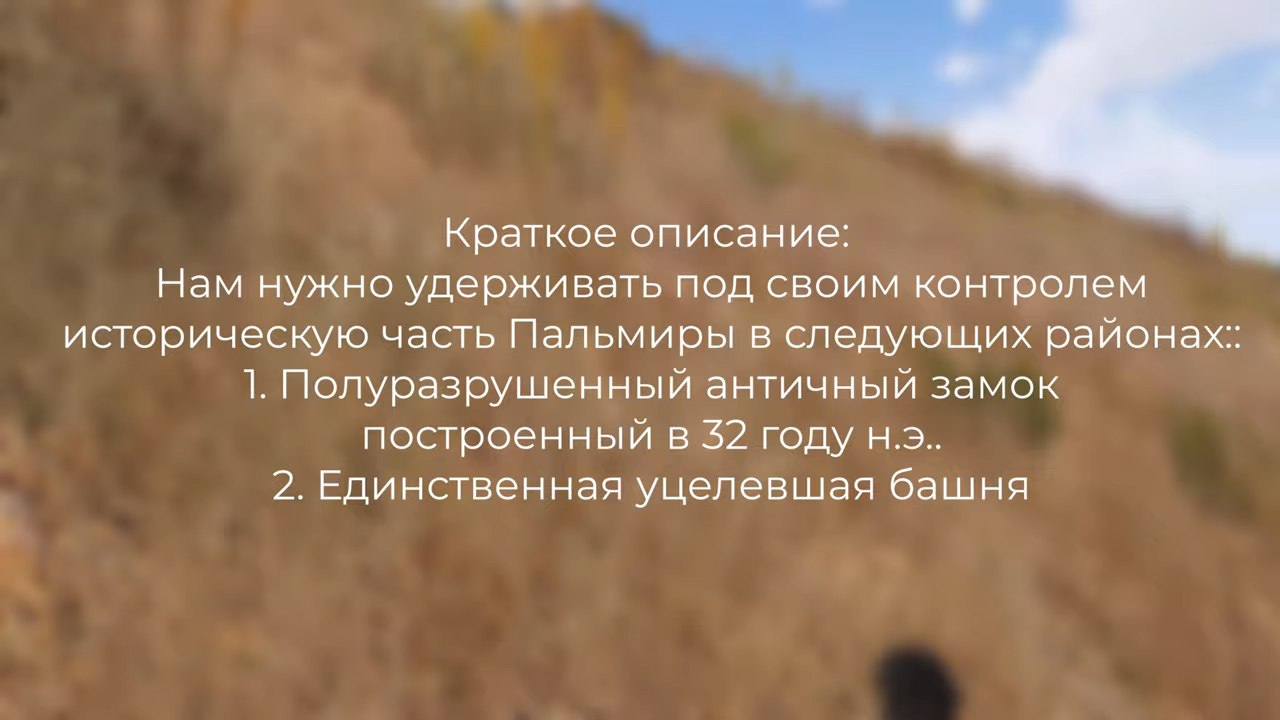 Краткое описание:
Нам нужно удерживать под своим контролем
историческую часть Пальмиры в следующих районах::
1. Полуразрушенный античный замок
построенный в 32 году н.э..
2. Единственная уцелевшая башня